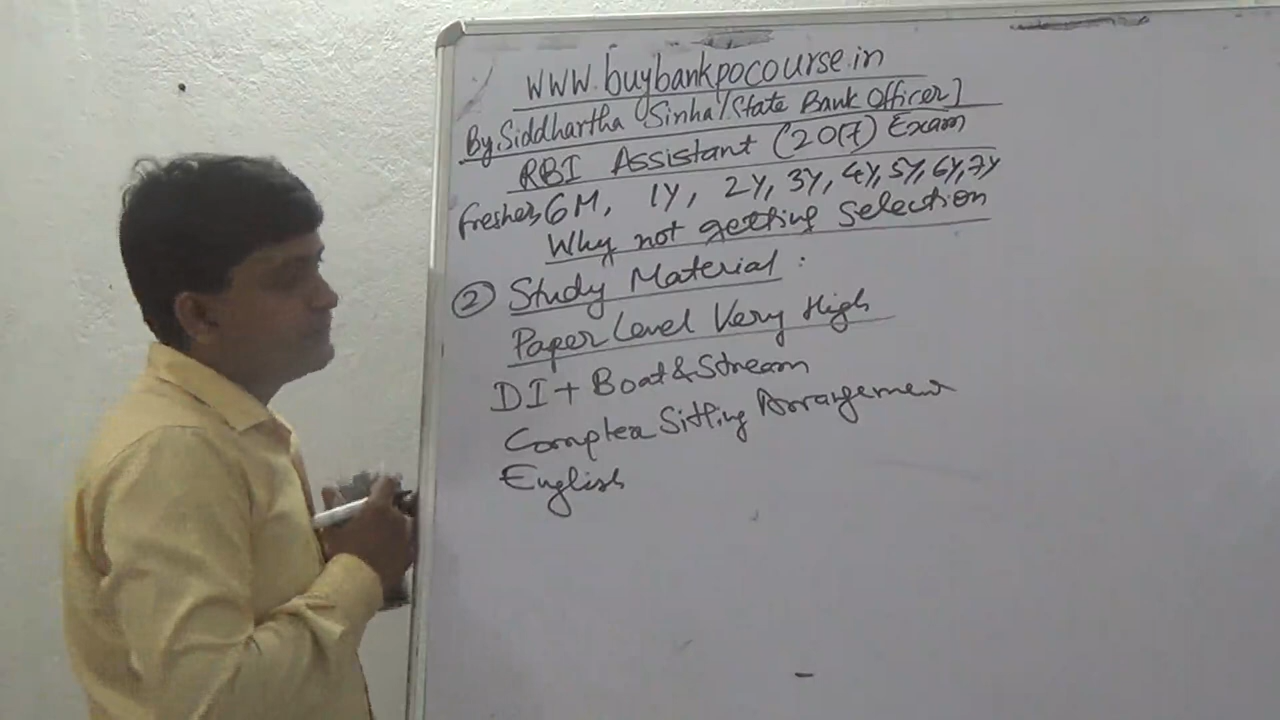 www.buybankpocourse.in
By, Siddhartha (Sinha/State Bank Officer]
RBI Assistant (2017) Exam
Fresher, 6M, 1Y, 2Y, 3Y, 4Y, 5Y, 6Y, 7Y
Why not getting selection
② Study Material :
Paper Level Very High
DI + Boat & Stream
Complex Sitting Arrangement
English